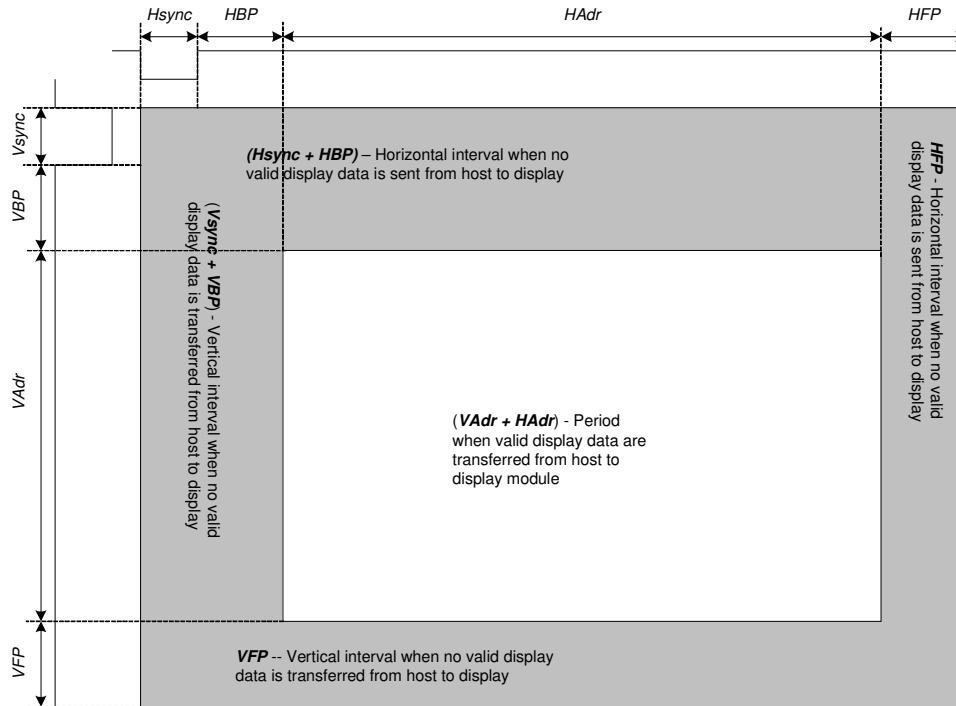 Hsync HBP HAdr HFP
Vsync
VBP
VAdr
VFP
(Hsync + HBP) – Horizontal interval when no
valid display data is sent from host to display
(Vsync + VBP) - Vertical interval when no valid
display data is transferred from host to display
HFP - Horizontal interval when no valid
display data is sent from host to display
(VAdr + HAdr) - Period
when valid display data are
transferred from host to
display module
VFP -- Vertical interval when no valid display
data is transferred from host to display